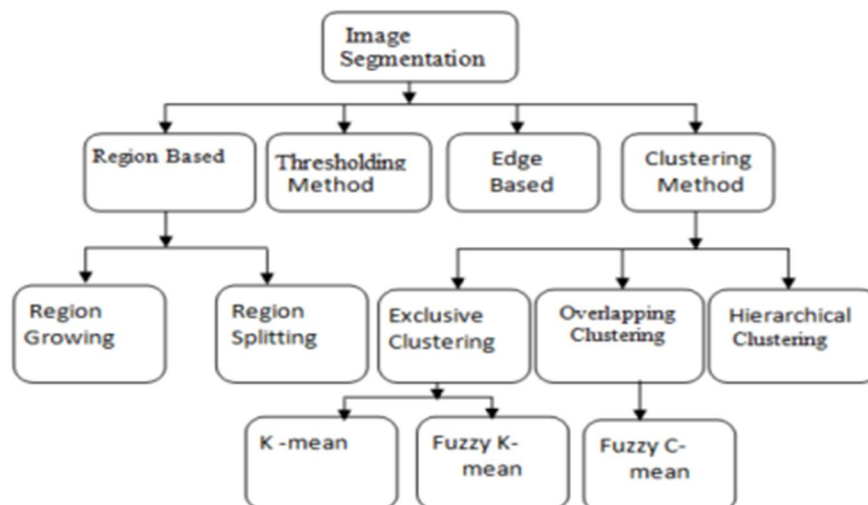 Image
Segmentation
Region Based
Thresholding
Method
Edge
Based
Clustering
Method
Region
Growing
Region
Splitting
Exclusive
Clustering
Overlapping
Clustering
Hierarchical
Clustering
K -mean
Fuzzy K-
mean
Fuzzy C-
mean